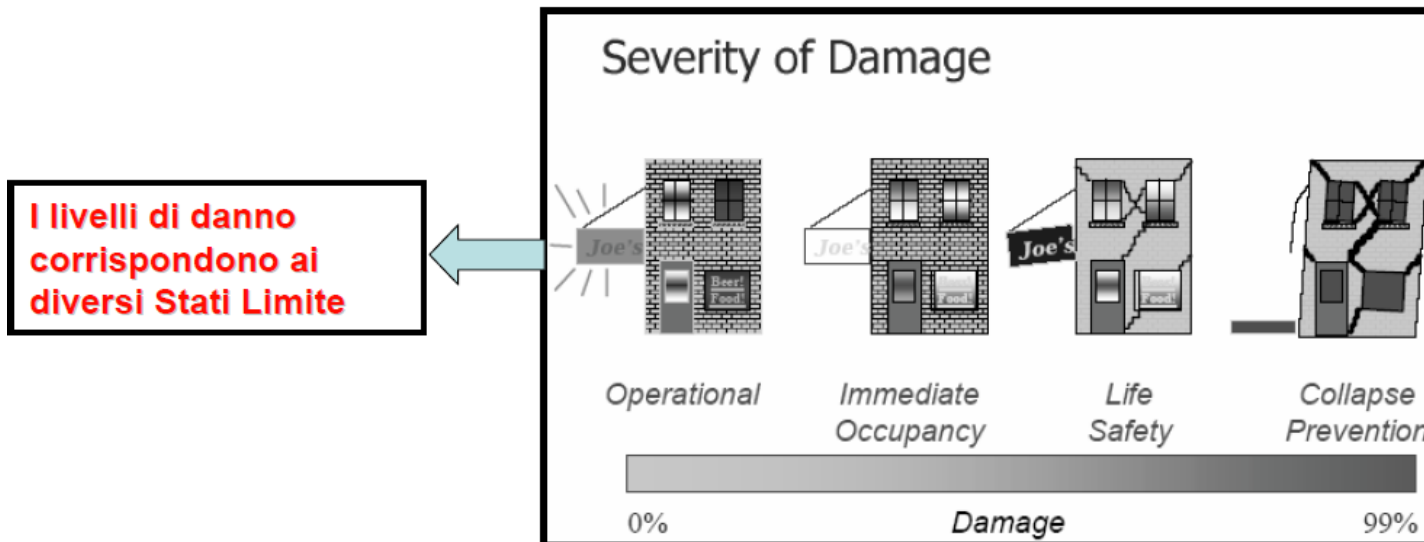 Severity of Damage
I livelli di danno
corrispondono ai
diversi Stati Limite
Joe's
Beer!
Food!
Joe's
Food!
Joe's
Food!
Operational
Immediate
Occupancy
Life
Safety
Collapse
Prevention
0%
Damage
99%